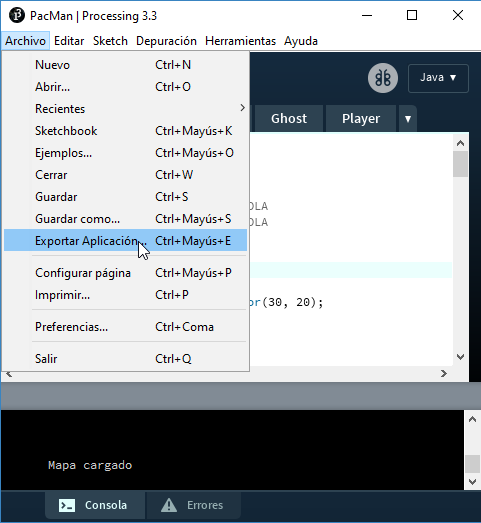 PacMan | Processing 3.3
Archivo Editar Sketch Depuración Herramientas Ayuda
Java
Nuevo Ctrl+N
Abrir... Ctrl+O
Recientes
Sketchbook Ctrl+Mayús+K
Ejemplos... Ctrl+Mayús+O
Cerrar Ctrl+W
Guardar Ctrl+S
Guardar como... Ctrl+Mayús+S
Exportar Aplicación... Ctrl+Mayús+E
Configurar página Ctrl+Mayús+P
Imprimir... Ctrl+P
Preferencias... Ctrl+Coma
Salir Ctrl+Q
Ghost Player
OLA
OLA
or(30, 20);
Mapa cargado
Consola Errores